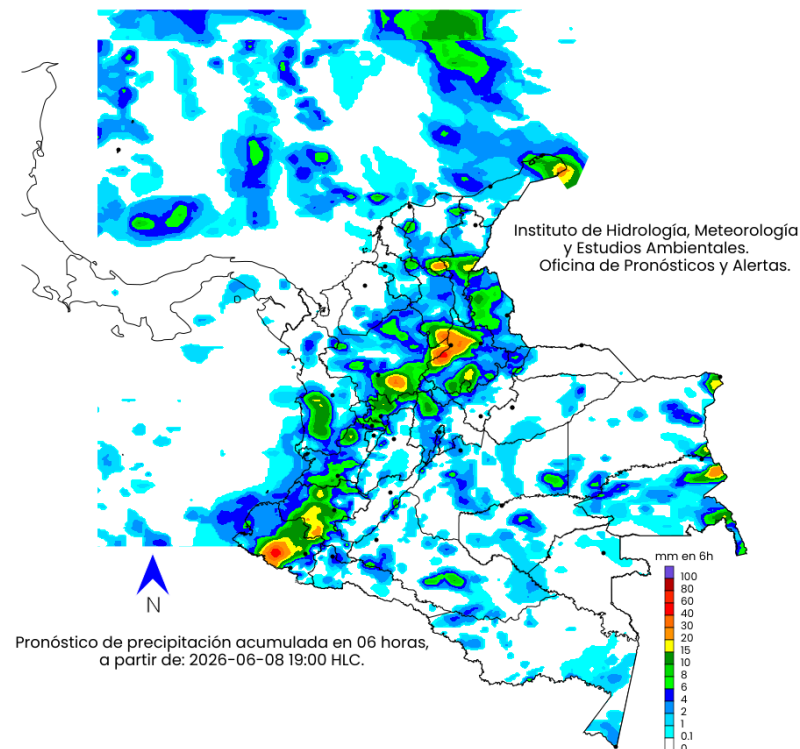 Instituto de Hidrología, Meteorología
y Estudios Ambientales.
Oficina de Pronósticos y Alertas.
mm en 6h
100
80
60
40
30
20
15
10
8
6
4
2
1
0.1
0
N
Pronóstico de precipitación acumulada en 06 horas,
a partir de: 2026-06-08 19:00 HLC.